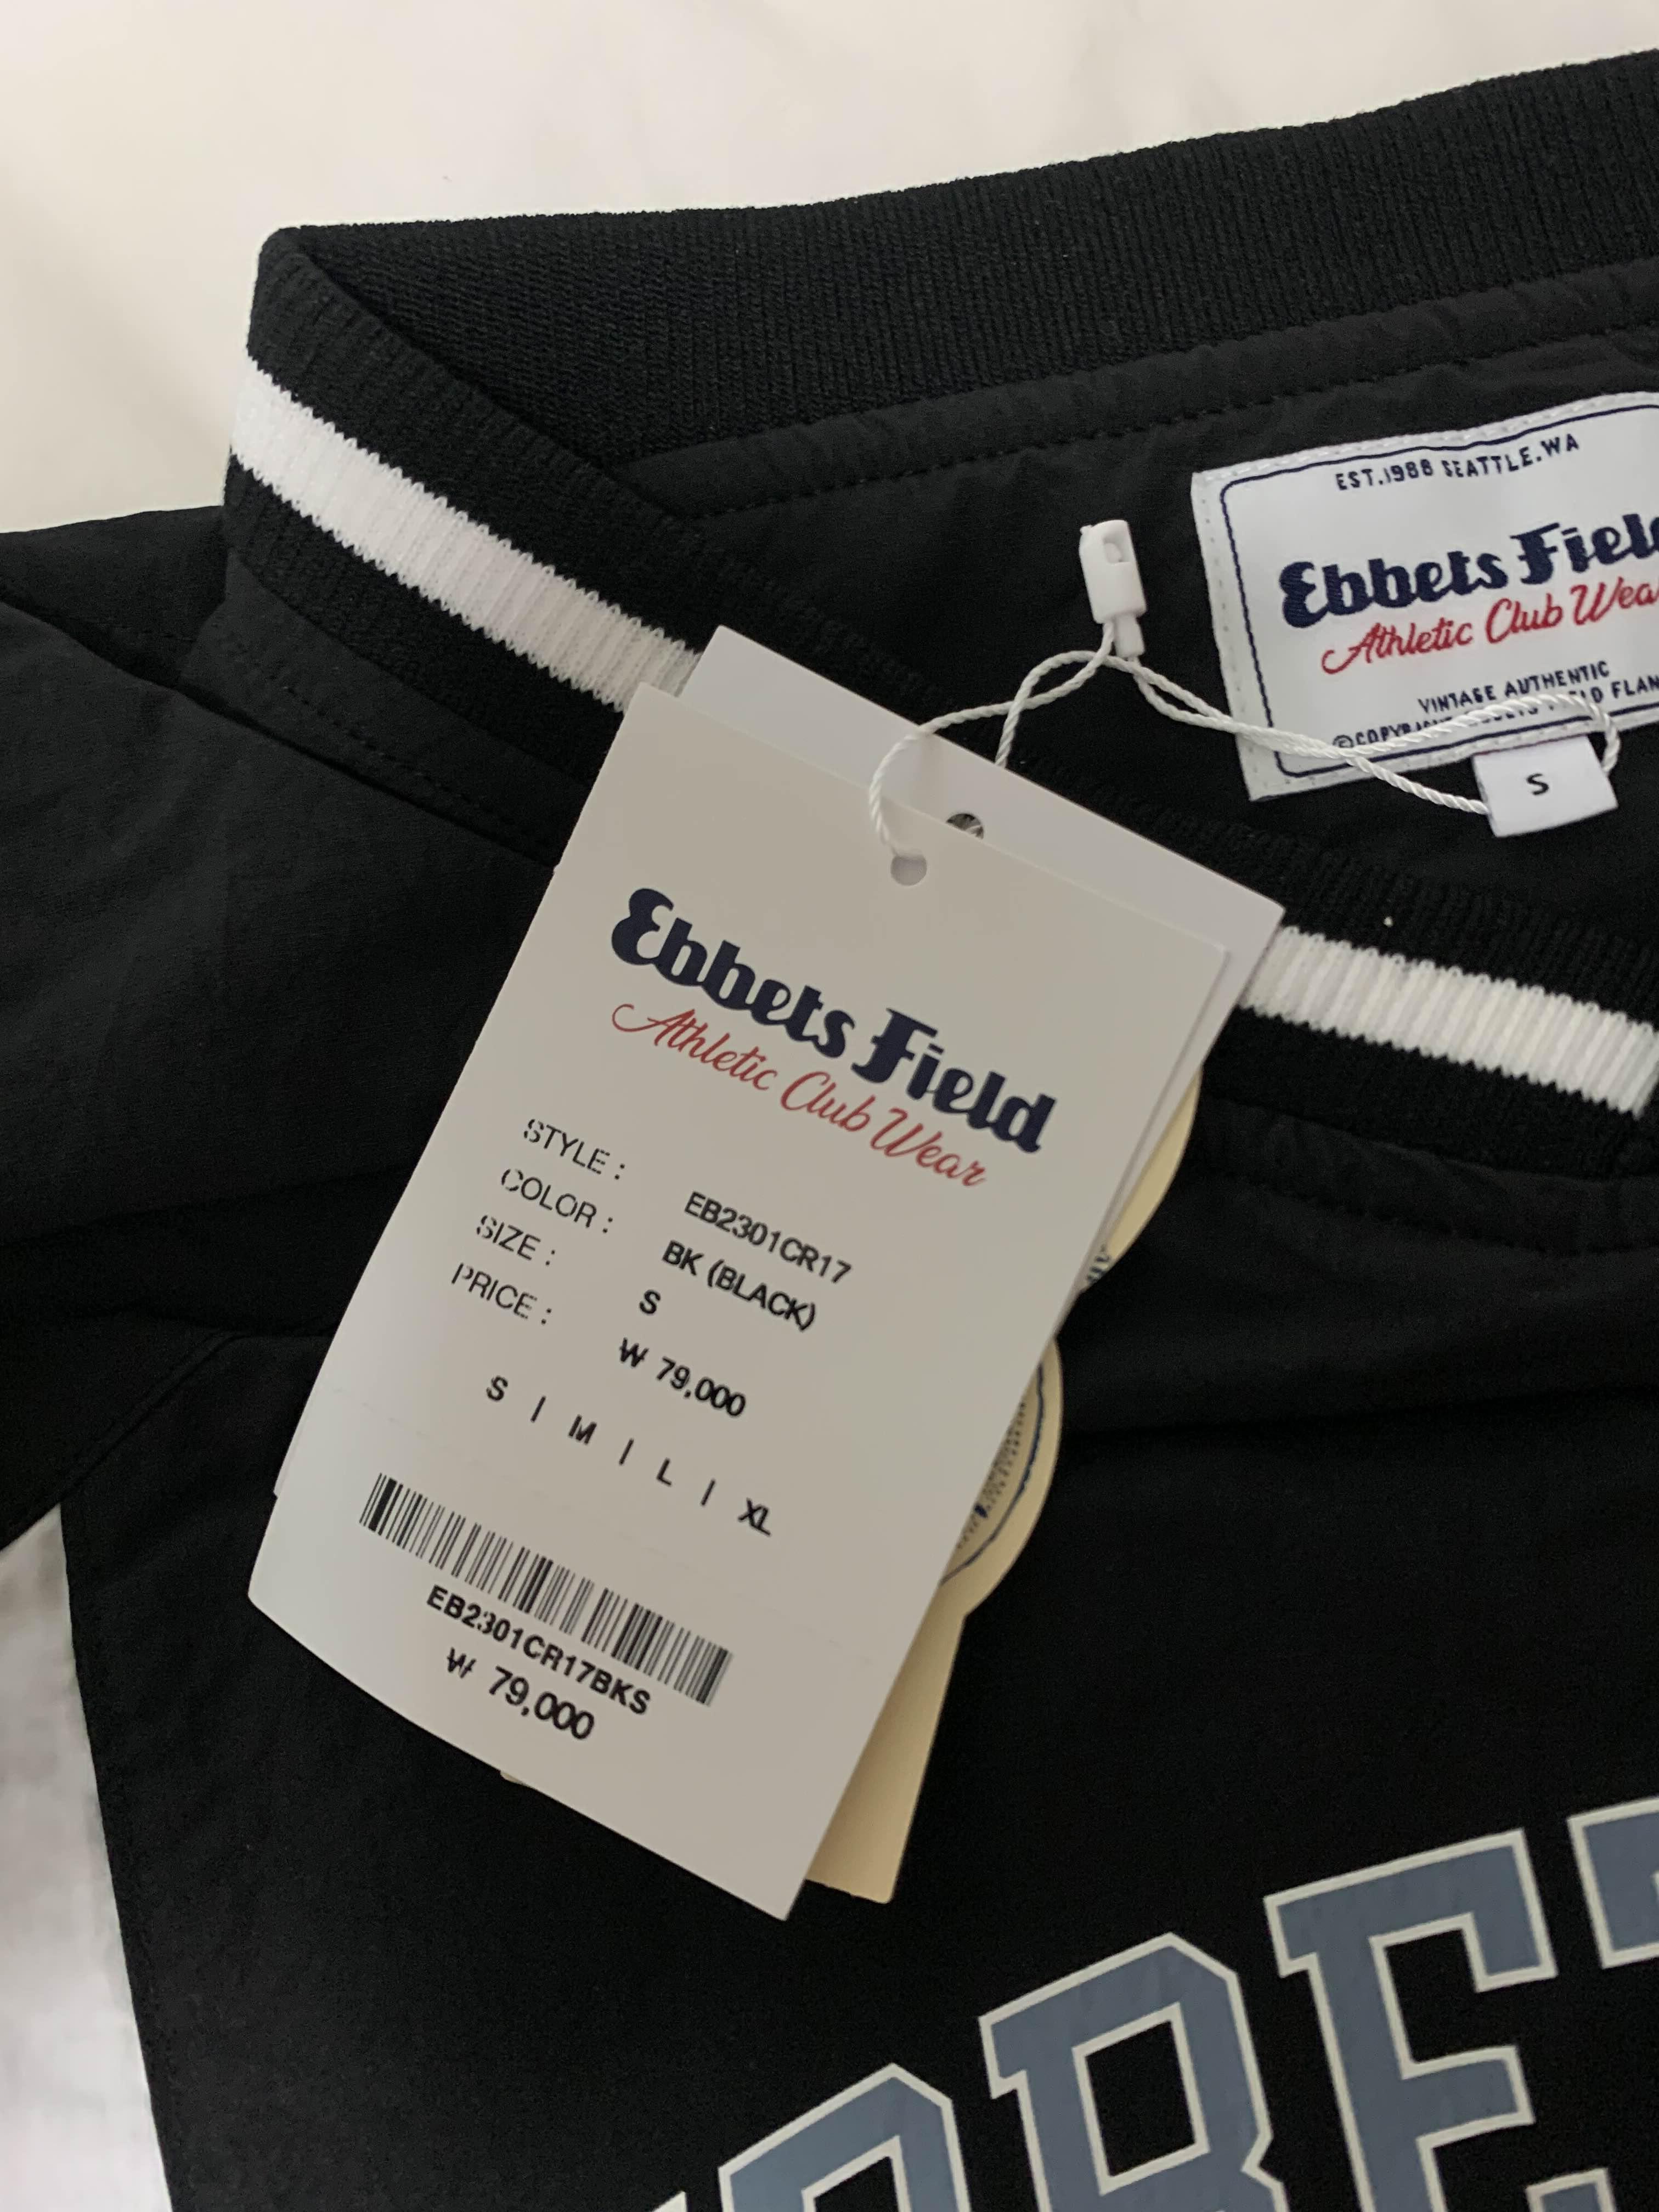 EST.1988 SEATTLE.WA
Ebbets Field
Athletic Club Wear
VINTAGE AUTHENTIC
S
Ebbets Field
Athletic Club Wear
STYLE : EB2301CR17
COLOR : BK (BLACK)
SIZE : S
PRICE : ₩ 79,000
S | M | L | XL
EB2301CR17BKS
₩ 79,000